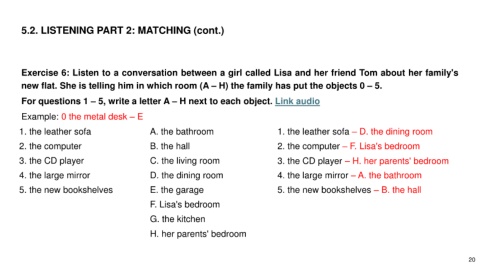 5.2. LISTENING PART 2: MATCHING (cont.)
Exercise 6: Listen to a conversation between a girl called Lisa and her friend Tom about her family's
new flat. She is telling him in which room (A – H) the family has put the objects 0 – 5.
For questions 1 – 5, write a letter A – H next to each object. Link audio
Example: 0 the metal desk – E
1. the leather sofa
2. the computer
3. the CD player
4. the large mirror
5. the new bookshelves
A. the bathroom
B. the hall
C. the living room
D. the dining room
E. the garage
F. Lisa's bedroom
G. the kitchen
H. her parents' bedroom
1. the leather sofa – D. the dining room
2. the computer – F. Lisa's bedroom
3. the CD player – H. her parents' bedroom
4. the large mirror – A. the bathroom
5. the new bookshelves – B. the hall
20